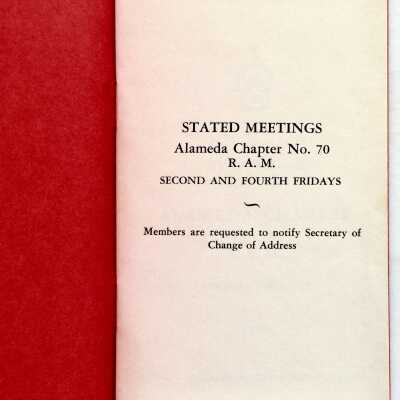 STATED MEETINGS
Alameda Chapter No. 70
R. A. M.
SECOND AND FOURTH FRIDAYS
Members are requested to notify Secretary of
Change of Address